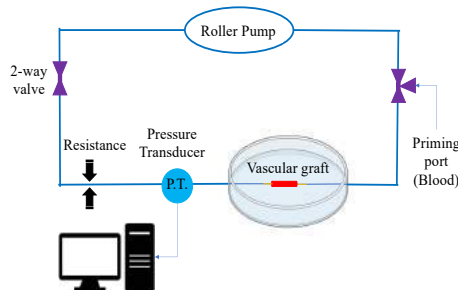 Roller Pump
2-way
valve
Resistance
Pressure
Transducer
P.T.
Vascular graft
Priming
port
(Blood)